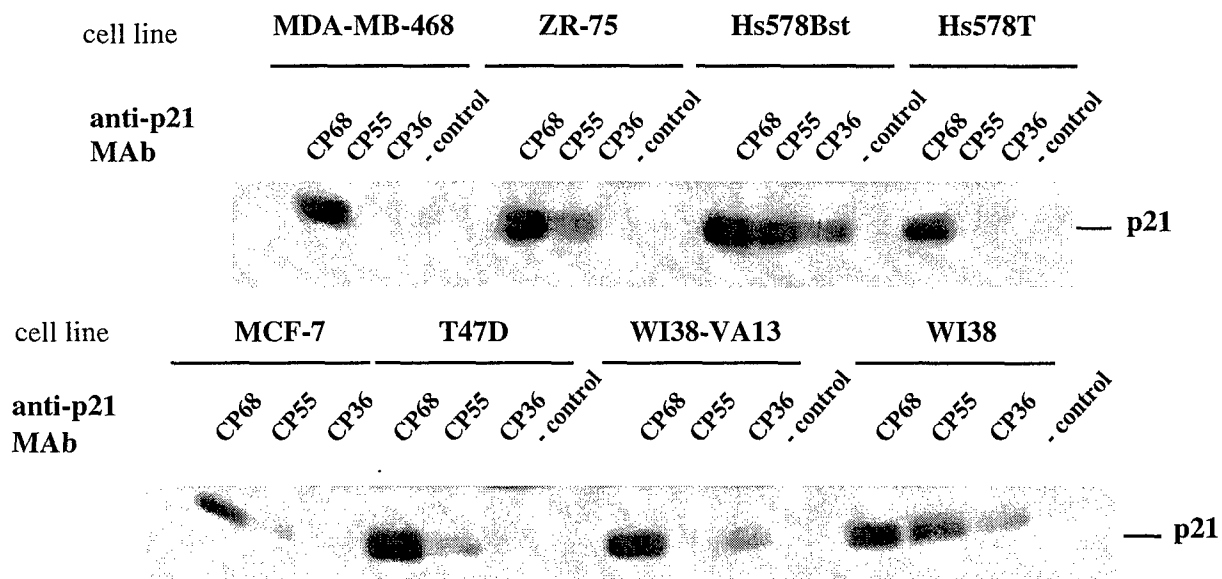 cell line MDA-MB-468 ZR-75 Hs578Bst Hs578T
anti-p21 MAb CP68 CP55 CP36 - control CP68 CP55 CP36 - control CP68 CP55 CP36 - control CP68 CP55 CP36 - control
p21
cell line MCF-7 T47D WI38-VA13 WI38
anti-p21 MAb CP68 CP55 CP36 CP68 CP55 CP36 - control CP68 CP55 CP36 - control CP68 CP55 CP36 - control
p21